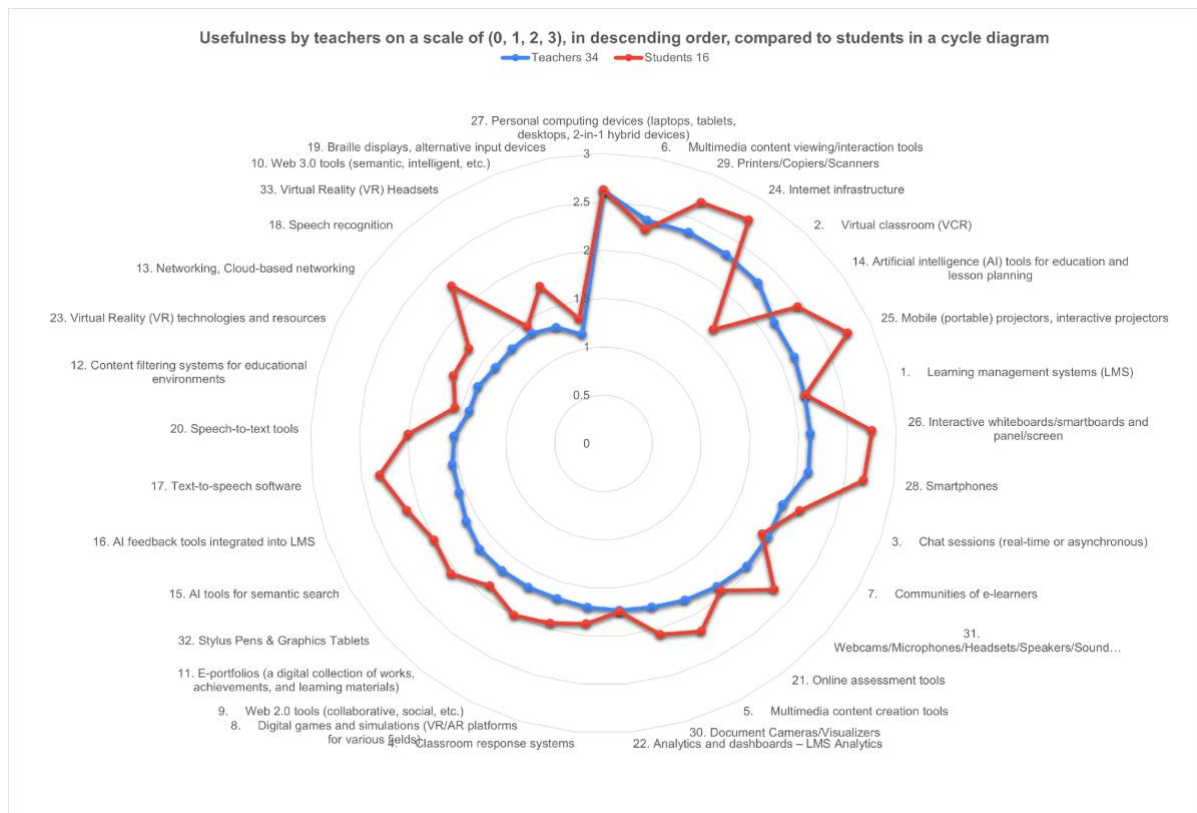 Usefulness by teachers on a scale of (0, 1, 2, 3), in descending order, compared to students in a cycle diagram
Teachers 34 Students 16
27. Personal computing devices (laptops, tablets,
desktops, 2-in-1 hybrid devices)
6. Multimedia content viewing/interaction tools
29. Printers/Copiers/Scanners
24. Internet infrastructure
2. Virtual classroom (VCR)
14. Artificial intelligence (AI) tools for education and
lesson planning
25. Mobile (portable) projectors, interactive projectors
1. Learning management systems (LMS)
26. Interactive whiteboards/smartboards and
panel/screen
28. Smartphones
3. Chat sessions (real-time or asynchronous)
7. Communities of e-learners
31.
Webcams/Microphones/Headsets/Speakers/Sound…
21. Online assessment tools
5. Multimedia content creation tools
30. Document Cameras/Visualizers
22. Analytics and dashboards – LMS Analytics
4. Classroom response systems
8. Digital games and simulations (VR/AR platforms
for various fields)
9. Web 2.0 tools (collaborative, social, etc.)
11. E-portfolios (a digital collection of works,
achievements, and learning materials)
32. Stylus Pens & Graphics Tablets
15. AI tools for semantic search
16. AI feedback tools integrated into LMS
17. Text-to-speech software
20. Speech-to-text tools
12. Content filtering systems for educational
environments
23. Virtual Reality (VR) technologies and resources
13. Networking, Cloud-based networking
18. Speech recognition
33. Virtual Reality (VR) Headsets
10. Web 3.0 tools (semantic, intelligent, etc.)
19. Braille displays, alternative input devices
3
2.5
2
1.5
1
0.5
0